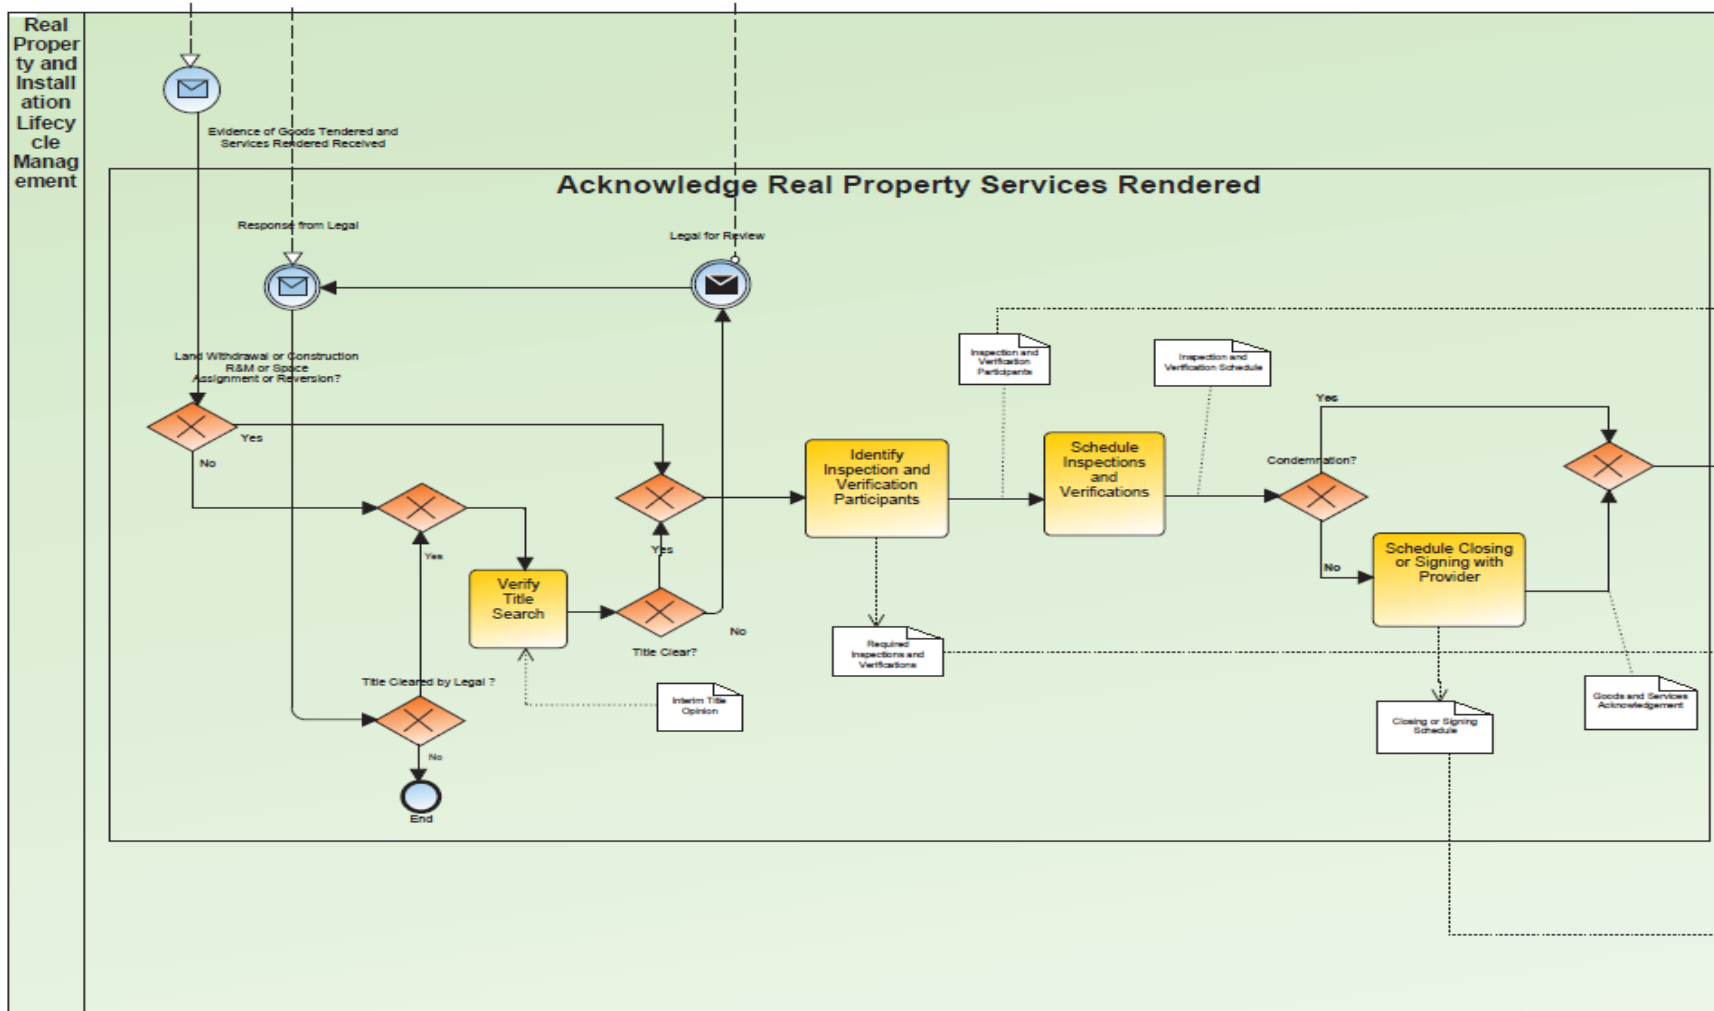 Real
Proper
ty and
Install
ation
Lifecy
cle
Manag
ement
Evidence of Goods Tendered and
Services Rendered Received
Acknowledge Real Property Services Rendered
Response from Legal
Legal for Review
Land Withdrawal or Construction
R&M or Space
Assignment or Reversion?
Yes
No
Yes
Verify
Title
Search
Yes
No
Title Clear?
Interim Title
Opinion
Title Cleared by Legal ?
No
End
Identify
Inspection and
Verification
Participants
Inspection and
Verification
Participants
Required
Inspections and
Verifications
Schedule
Inspections
and
Verifications
Inspection and
Verification Schedule
Condemnation?
Yes
No
Schedule Closing
or Signing with
Provider
Closing or Signing
Schedule
Goods and Services
Acknowledgement